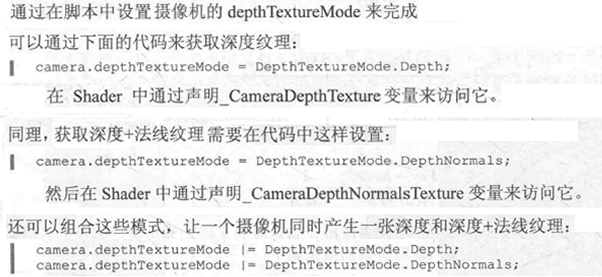 通过在脚本中设置摄像机的 depthTextureMode 来完成
可以通过下面的代码来获取深度纹理：
camera.depthTextureMode = DepthTextureMode.Depth;
在 Shader 中通过声明_CameraDepthTexture 变量来访问它。
同理，获取深度+法线纹理 需要在代码中这样设置：
camera.depthTextureMode = DepthTextureMode.DepthNormals;
然后在 Shader 中通过声明_CameraDepthNormalsTexture 变量来访问它。
还可以组合这些模式，让一个摄像机同时产生一张深度和深度+法线纹理：
camera.depthTextureMode |= DepthTextureMode.Depth;
camera.depthTextureMode |= DepthTextureMode.DepthNormals;